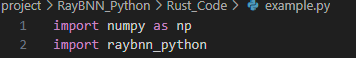 project > RayBNN_Python > Rust_Code > example.py
1 import numpy as np
2 import raybnn_python